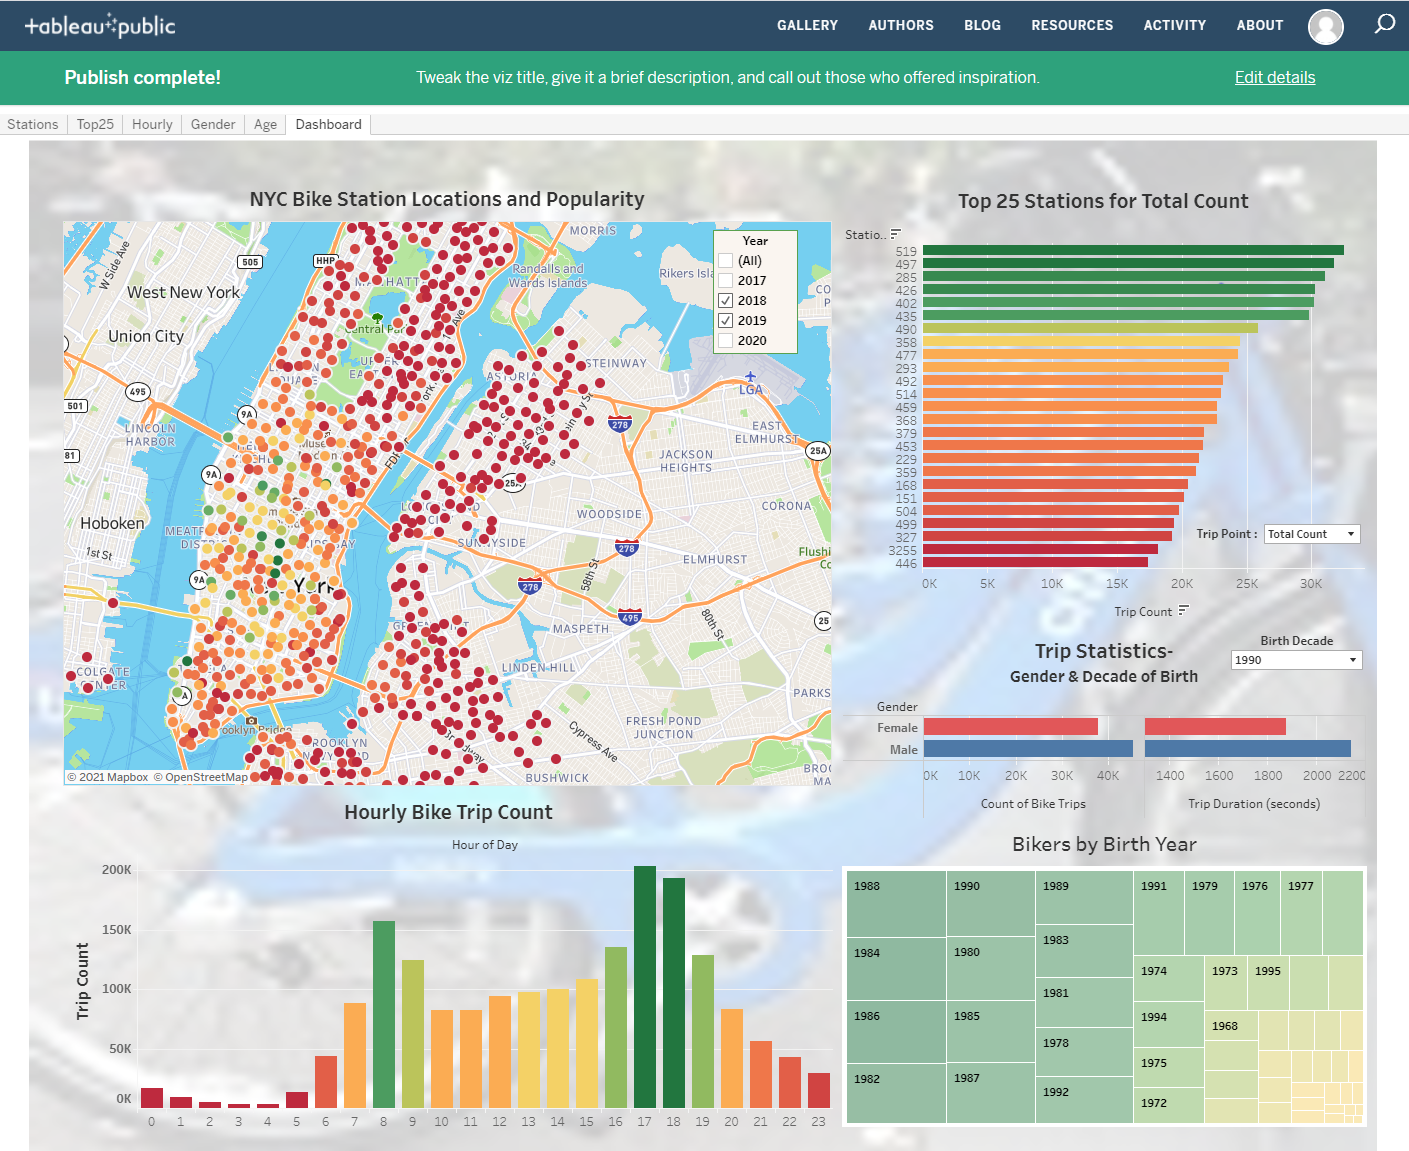 tableau public
GALLERY AUTHORS BLOG RESOURCES ACTIVITY ABOUT
Publish complete!
Tweak the viz title, give it a brief description, and call out those who offered inspiration.
Edit details
Stations Top25 Hourly Gender Age Dashboard
NYC Bike Station Locations and Popularity
MORRIS
Randalls and
Wards Islands
Rikers Isla
W Side Ave
505
HHP
West New York
Union City
Central Par
STEINWAY
ASTORIA
LGA
495
501
9A
278
LINCOLN
HARBOR
EAST
ELMHURST
81
JACKSON
HEIGHTS
25A
9A
25A
WOODSIDE
CORONA
Hoboken
1st St
SUNNYSIDE
278
ELMHURST
Flushi
9A
278
58th St
495
80th St
25
MASPETH
LINDEN HILL
COLGATE
CENTER
PARKS
A
FRESH POND
JUNCTION
Cypress Ave
BUSHWICK
BRO
MA
© 2021 Mapbox © OpenStreetMap
Year
(All)
2017
2018
2019
2020
Top 25 Stations for Total Count
Statio..
519
497
285
426
402
435
490
358
477
293
492
514
459
368
379
453
229
359
168
151
504
499
327
3255
446
Trip Point : Total Count
0K 5K 10K 15K 20K 25K 30K
Trip Count
Trip Statistics-
Gender & Decade of Birth
Birth Decade
1990
Gender
Female
Male
0K 10K 20K 30K 40K 1400 1600 1800 2000 2200
Count of Bike Trips Trip Duration (seconds)
Hourly Bike Trip Count
Hour of Day
Trip Count
200K
150K
100K
50K
0K
0 1 2 3 4 5 6 7 8 9 10 11 12 13 14 15 16 17 18 19 20 21 22 23
Bikers by Birth Year
1988 1990 1989 1991 1979 1976 1977
1984 1980 1983
1974 1973 1995
1981
1986 1985 1994 1968
1978
1982 1987 1975
1992 1972